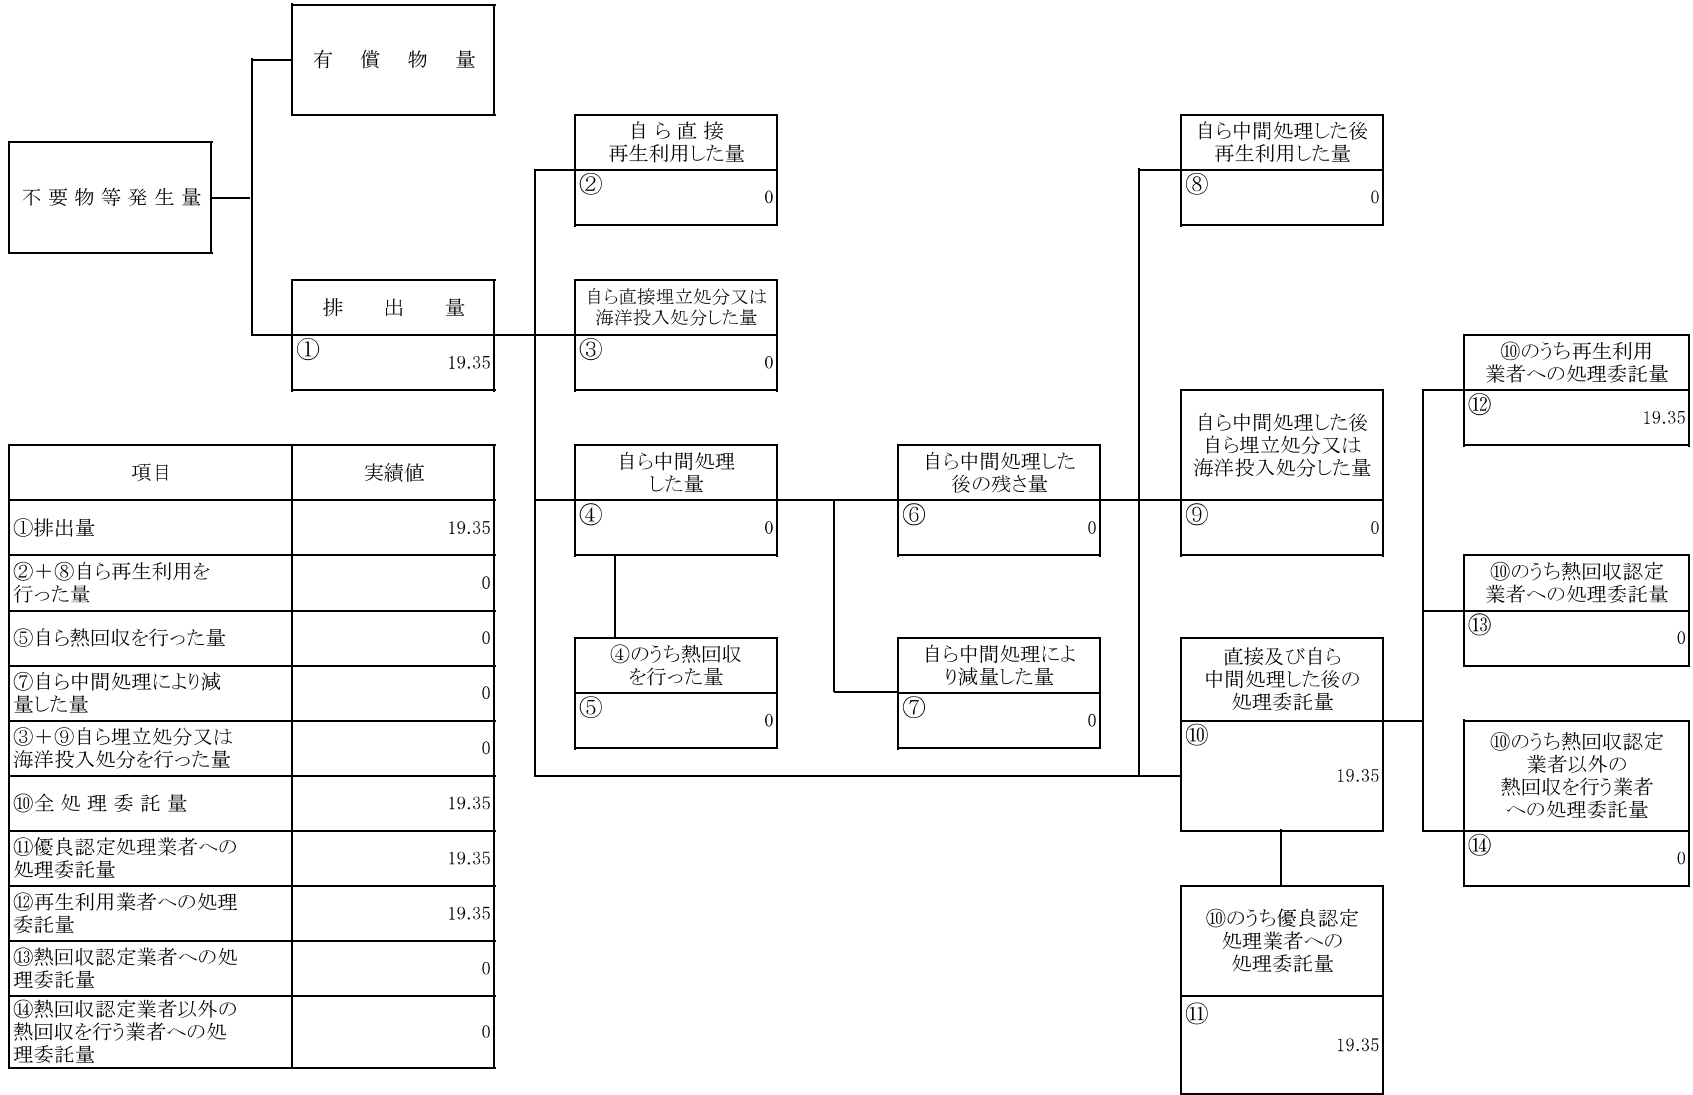 有償物量
不要物等発生量
排出量
①
19.35
自ら直接
再生利用した量
②
0
自ら直接埋立処分又は
海洋投入処分した量
③
0
自ら中間処理
した量
④
0
④のうち熱回収
を行った量
⑤
0
自ら中間処理した
後の残さ量
⑥
0
自ら中間処理によ
り減量した量
⑦
0
自ら中間処理した後
再生利用した量
⑧
0
自ら中間処理した後
自ら埋立処分又は
海洋投入処分した量
⑨
0
直接及び自ら
中間処理した後の
処理委託量
⑩
19.35
⑩のうち優良認定
処理業者への
処理委託量
⑪
19.35
⑩のうち再生利用
業者への処理委託量
⑫
19.35
⑩のうち熱回収認定
業者への処理委託量
⑬
0
⑩のうち熱回収認定
業者以外の
熱回収を行う業者
への処理委託量
⑭
0
項目 実績値
①排出量 19.35
②＋⑧自ら再生利用を
行った量
0
⑤自ら熱回収を行った量 0
⑦自ら中間処理により減
量した量
0
③＋⑨自ら埋立処分又は
海洋投入処分を行った量
0
⑩全処理委託量 19.35
⑪優良認定処理業者への
処理委託量
19.35
⑫再生利用業者への処理
委託量
19.35
⑬熱回収認定業者への処
理委託量
0
⑭熱回収認定業者以外の
熱回収を行う業者への処
理委託量
0